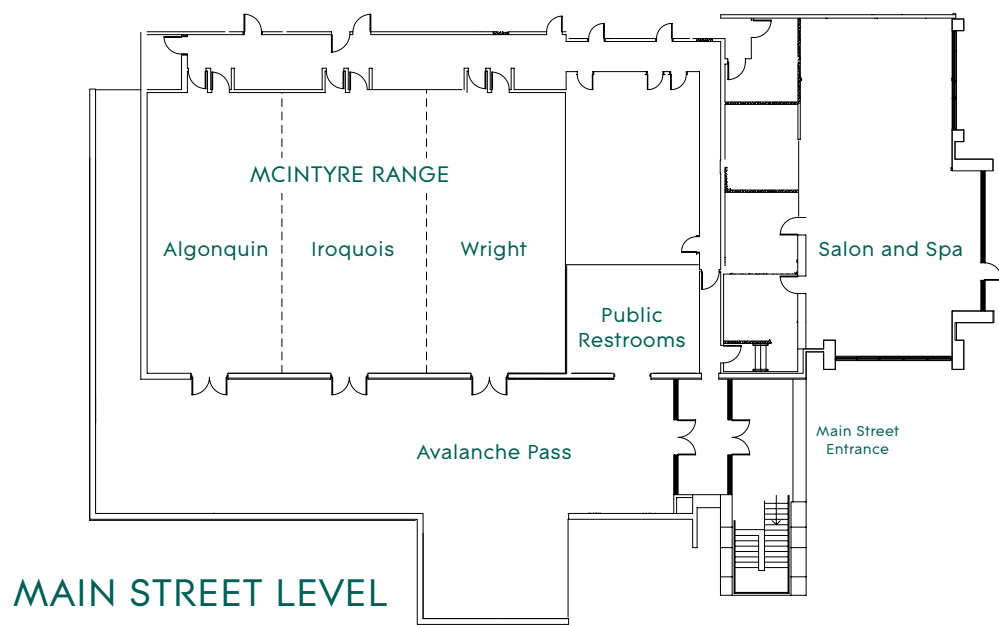 MCINTYRE RANGE
Algonquin
Iroquois
Wright
Salon and Spa
Public
Restrooms
Main Street
Entrance
Avalanche Pass
MAIN STREET LEVEL